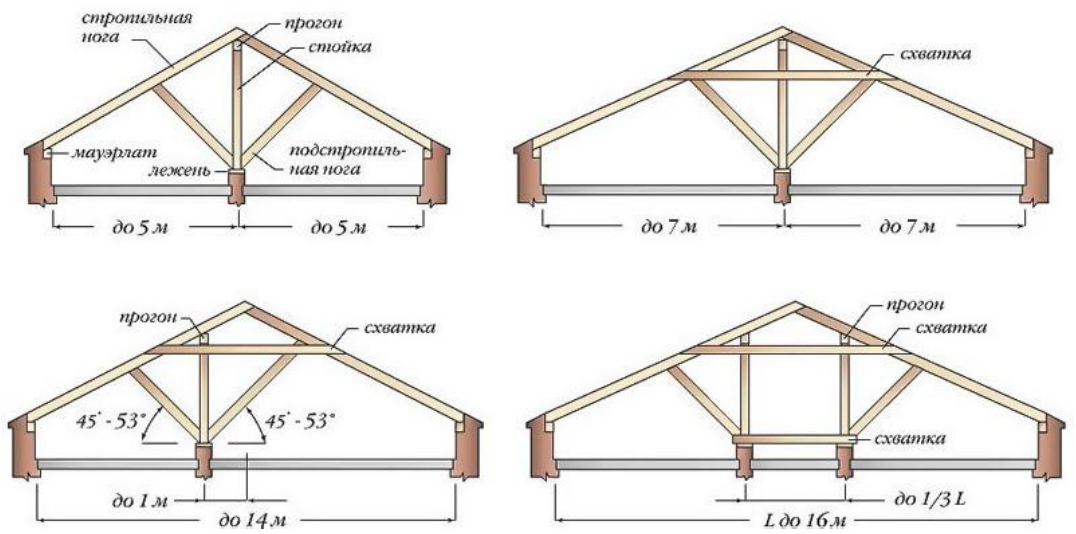 стропильная
нога
прогон
стойка
мауэрлат
лежень
подстропиль-
ная нога
до 5 м
до 5 м
схватка
до 7 м
до 7 м
прогон
схватка
45° - 53°
45° - 53°
до 1 м
до 14 м
прогон
схватка
схватка
до 1/3 L
L до 16 м